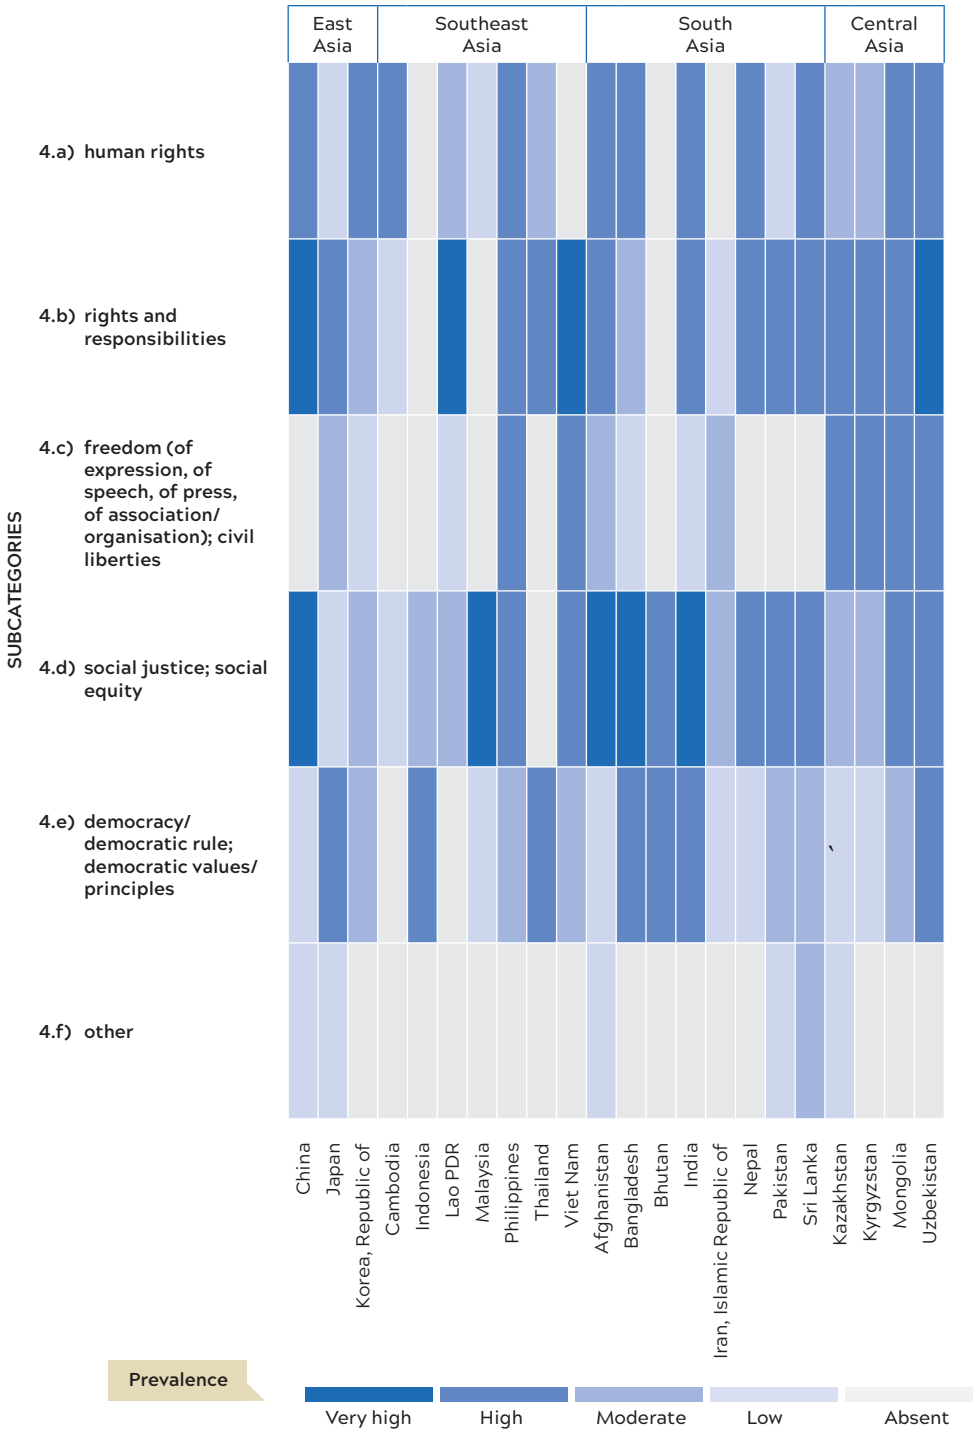 East
Asia
Southeast
Asia
South
Asia
Central
Asia
SUBCATEGORIES
4.a) human rights
4.b) rights and
responsibilities
4.c) freedom (of
expression, of
speech, of press,
of association/
organisation); civil
liberties
4.d) social justice; social
equity
4.e) democracy/
democratic rule;
democratic values/
principles
4.f) other
China
Japan
Korea, Republic of
Cambodia
Indonesia
Lao PDR
Malaysia
Philippines
Thailand
Viet Nam
Afghanistan
Bangladesh
Bhutan
India
Iran, Islamic Republic of
Nepal
Pakistan
Sri Lanka
Kazakhstan
Kyrgyzstan
Mongolia
Uzbekistan
Prevalence
Very high
High
Moderate
Low
Absent